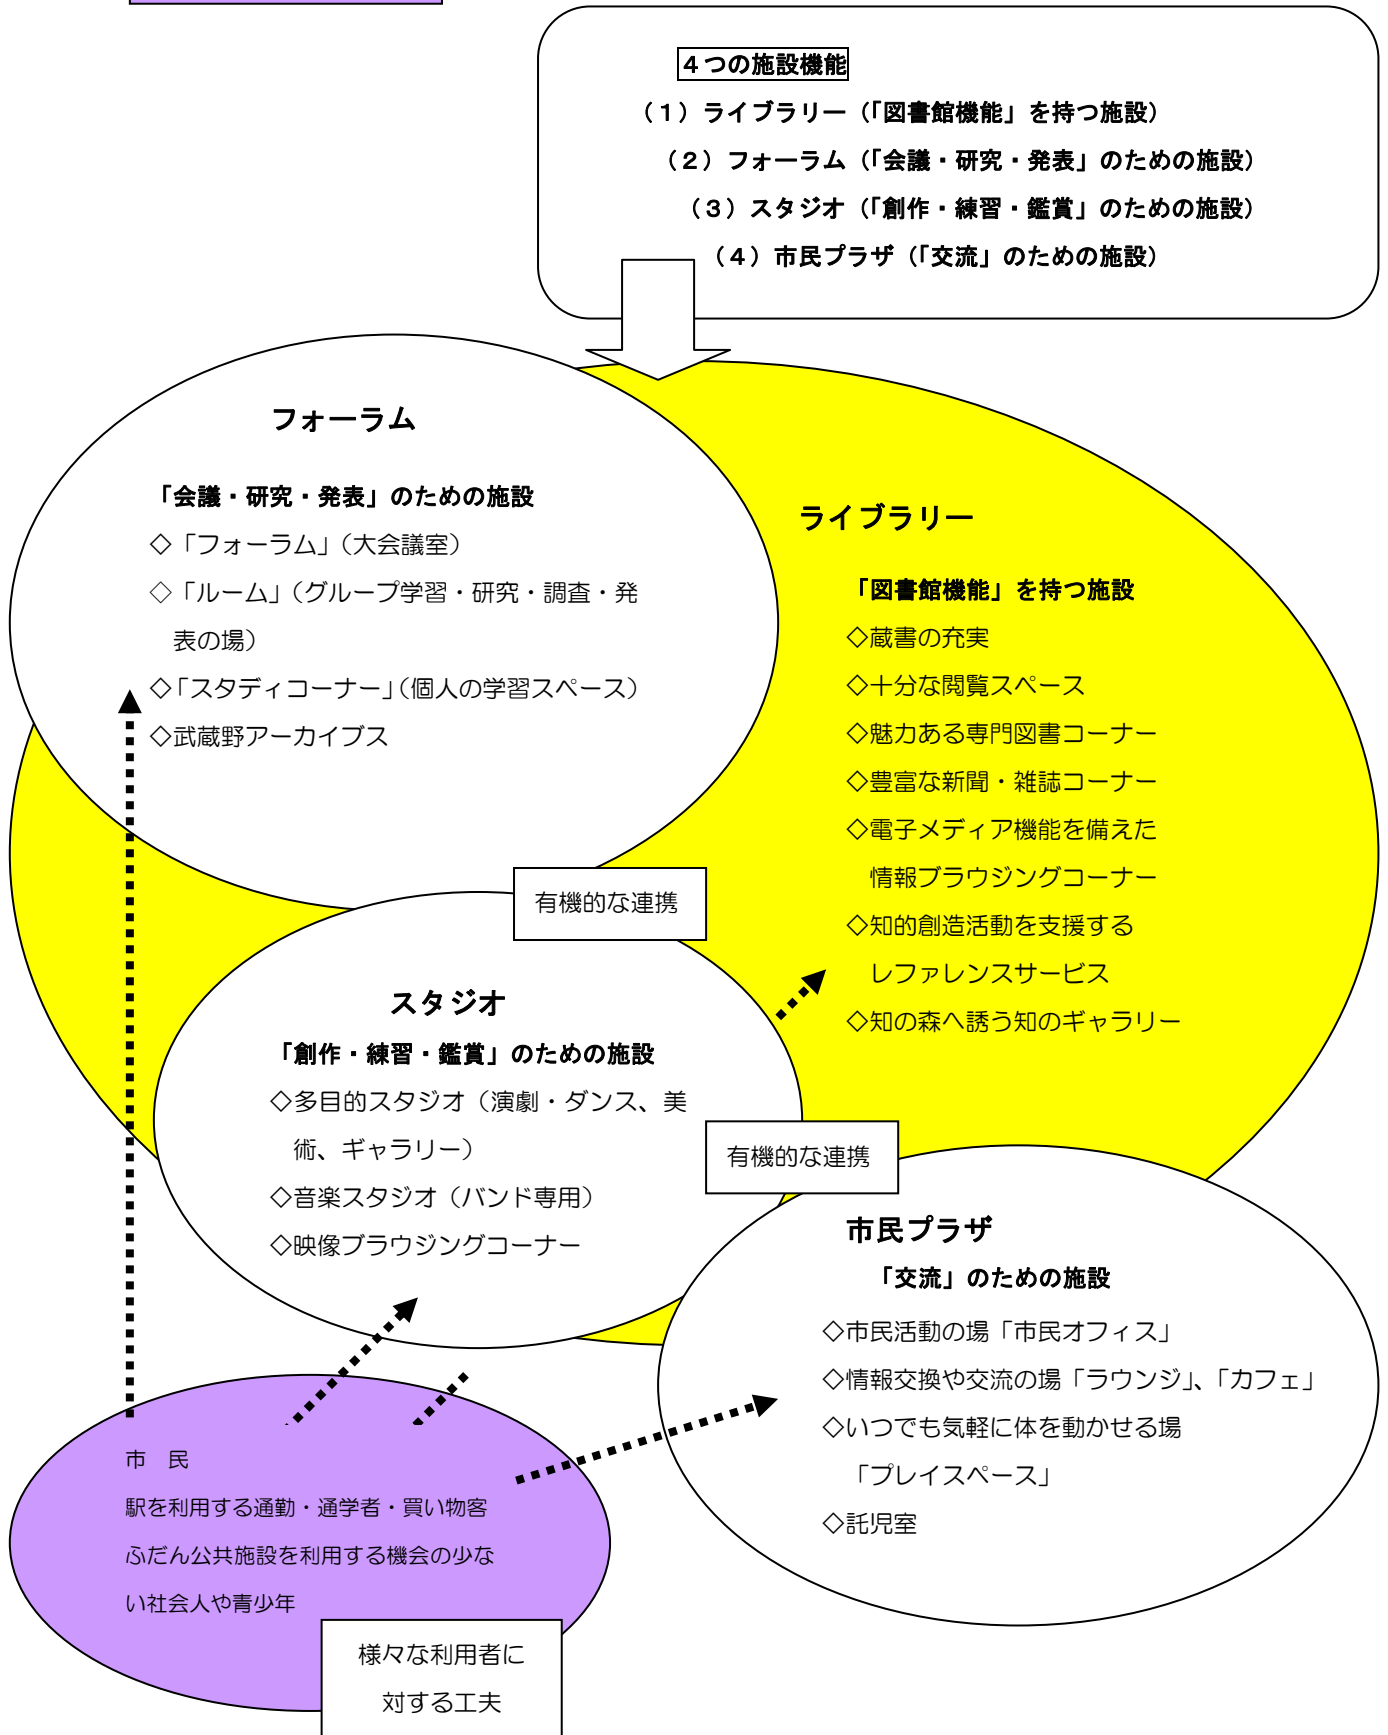 ４つの施設機能
（１）ライブラリー（「図書館機能」を持つ施設）
（２）フォーラム（「会議・研究・発表」のための施設）
（３）スタジオ（「創作・練習・鑑賞」のための施設）
（４）市民プラザ（「交流」のための施設）
フォーラム
「会議・研究・発表」のための施設
◇「フォーラム」（大会議室）
◇「ルーム」（グループ学習・研究・調査・発
表の場）
◇「スタディコーナー」（個人の学習スペース）
◇武蔵野アーカイブス
ライブラリー
「図書館機能」を持つ施設
◇蔵書の充実
◇十分な閲覧スペース
◇魅力ある専門図書コーナー
◇豊富な新聞・雑誌コーナー
◇電子メディア機能を備えた
情報ブラウジングコーナー
◇知的創造活動を支援する
レファレンスサービス
◇知の森へ誘う知のギャラリー
有機的な連携
スタジオ
「創作・練習・鑑賞」のための施設
◇多目的スタジオ（演劇・ダンス、美
術、ギャラリー）
◇音楽スタジオ（バンド専用）
◇映像ブラウジングコーナー
有機的な連携
市民プラザ
「交流」のための施設
◇市民活動の場「市民オフィス」
◇情報交換や交流の場「ラウンジ」、「カフェ」
◇いつでも気軽に体を動かせる場
「プレイスペース」
◇託児室
市　民
駅を利用する通勤・通学者・買い物客
ふだん公共施設を利用する機会の少な
い社会人や青少年
様々な利用者に
対する工夫